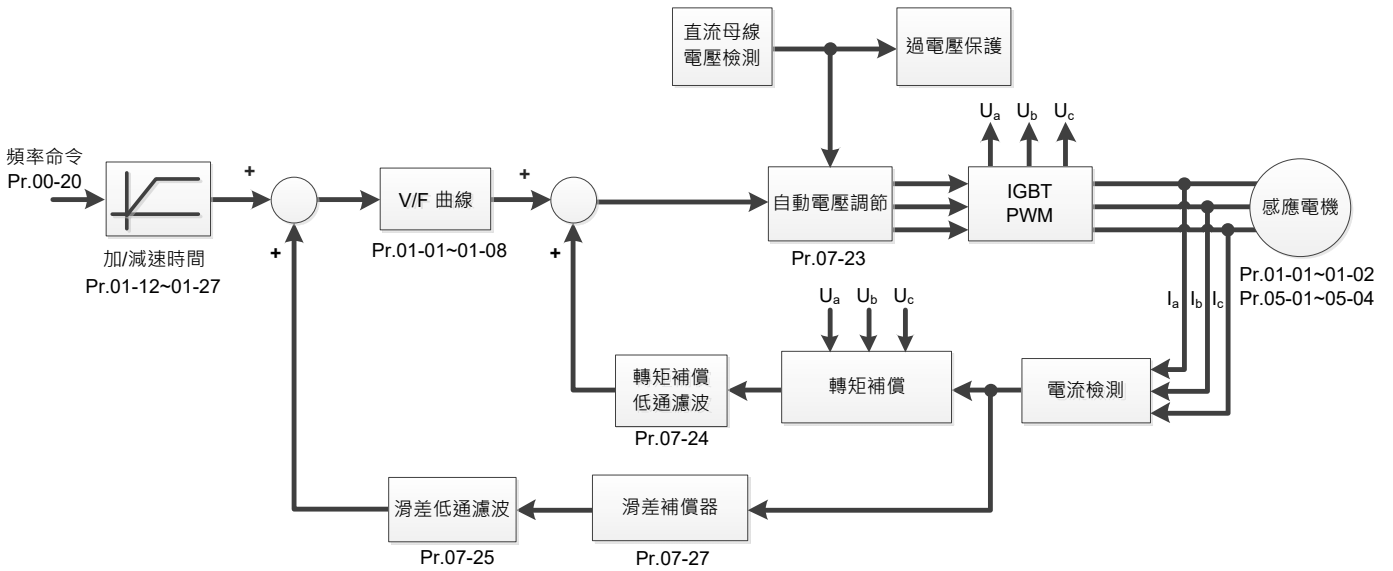 直流母線
電壓檢測
過電壓保護
Ua
Ub
Uc
頻率命令
Pr.00-20
+
V/F 曲線
+
自動電壓調節
IGBT
PWM
感應電機
加/減速時間
Pr.01-12~01-27
+
Pr.01-01~01-08
+
Pr.07-23
Pr.01-01~01-02
Pr.05-01~05-04
Ua
Ub
Uc
Ia
Ib
Ic
轉矩補償
低通濾波
轉矩補償
電流檢測
Pr.07-24
滑差低通濾波
滑差補償器
Pr.07-25
Pr.07-27